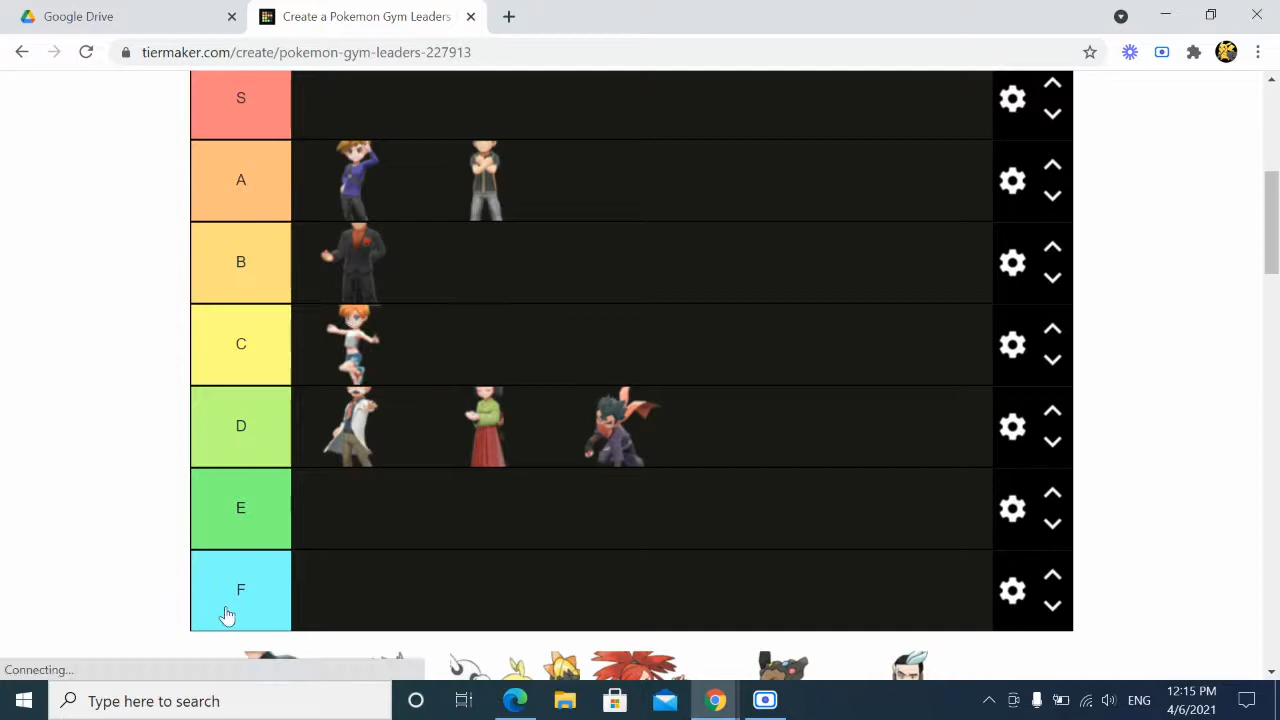 Google Drive
Create a Pokemon Gym Leaders
tiermaker.com/create/pokemon-gym-leaders-227913
S
A
B
C
D
E
F
Connecting...
Type here to search
ENG
12:15 PM
4/6/2021